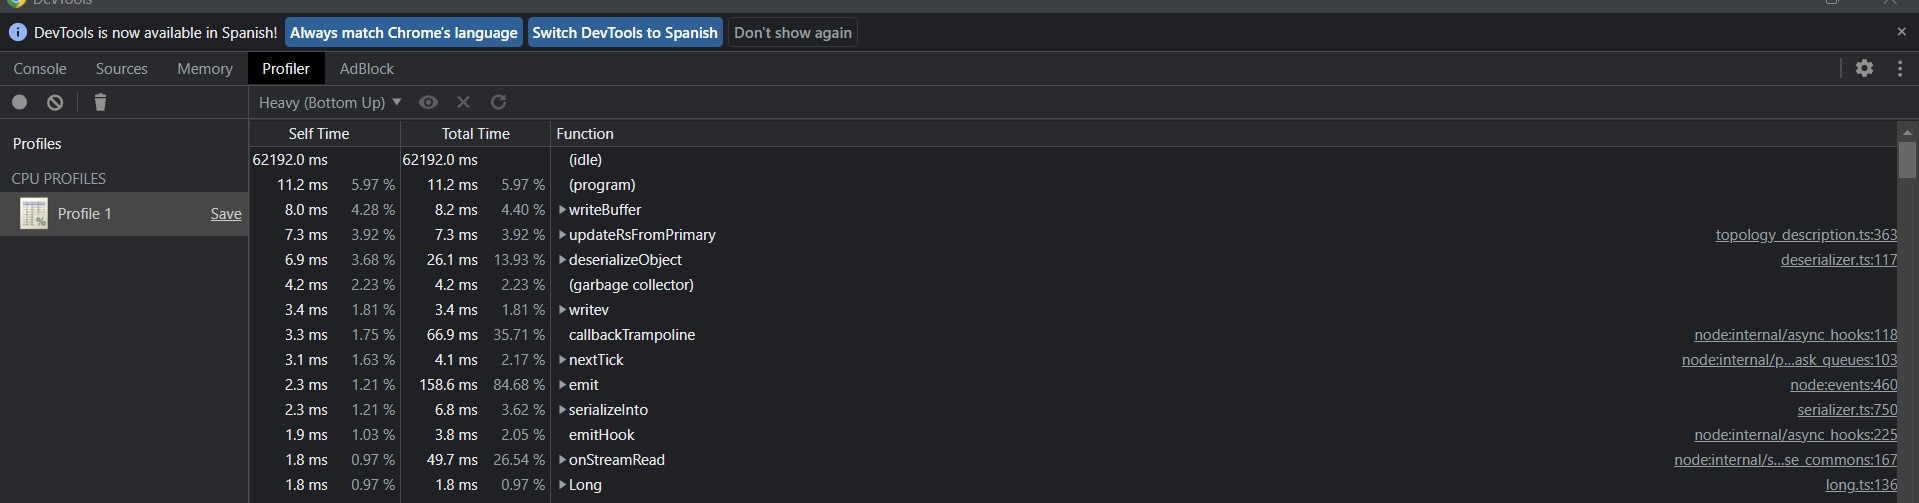 DevTools
DevTools is now available in Spanish! Always match Chrome's language Switch DevTools to Spanish Don't show again
Console Sources Memory Profiler AdBlock
Heavy (Bottom Up)
Self Time Total Time Function
Profiles
62192.0 ms 62192.0 ms (idle)
CPU PROFILES
11.2 ms 5.97 % 11.2 ms 5.97 % (program)
Profile 1 Save
8.0 ms 4.28 % 8.2 ms 4.40 % writeBuffer
7.3 ms 3.92 % 7.3 ms 3.92 % updateRsFromPrimary topology_description.ts:363
6.9 ms 3.68 % 26.1 ms 13.93 % deserializeObject deserializer.ts:117
4.2 ms 2.23 % 4.2 ms 2.23 % (garbage collector)
3.4 ms 1.81 % 3.4 ms 1.81 % writev
3.3 ms 1.75 % 66.9 ms 35.71 % callbackTrampoline node:internal/async_hooks:118
3.1 ms 1.63 % 4.1 ms 2.17 % nextTick node:internal/p…ask_queues:103
2.3 ms 1.21 % 158.6 ms 84.68 % emit node:events:460
2.3 ms 1.21 % 6.8 ms 3.62 % serializeInto serializer.ts:750
1.9 ms 1.03 % 3.8 ms 2.05 % emitHook node:internal/async_hooks:225
1.8 ms 0.97 % 49.7 ms 26.54 % onStreamRead node:internal/s…se_commons:167
1.8 ms 0.97 % 1.8 ms 0.97 % Long long.ts:136